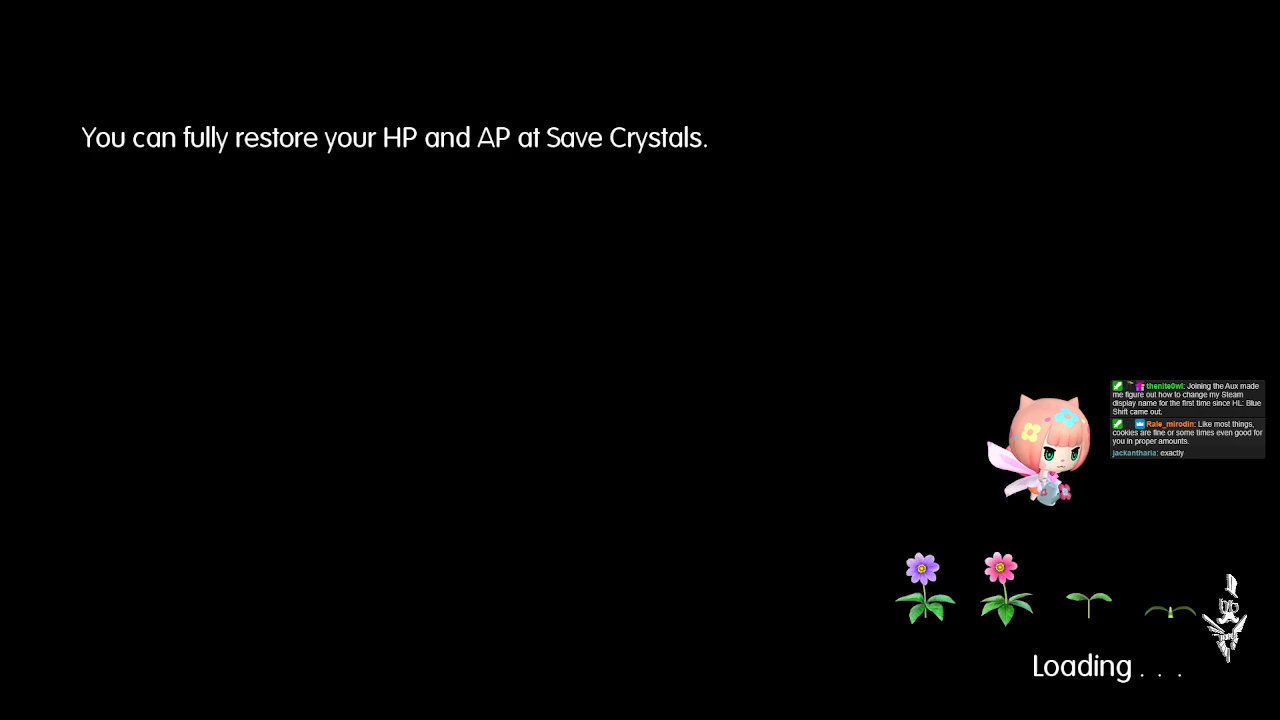 You can fully restore your HP and AP at Save Crystals.
thenite0wl: Joining the Aux made
me figure out how to change my Steam
display name for the first time since HL: Blue
Shift came out.
Rale_mirodin: Like most things,
cookies are fine or some times even good for
you in proper amounts.
jackantharia: exactly
Loading . . .